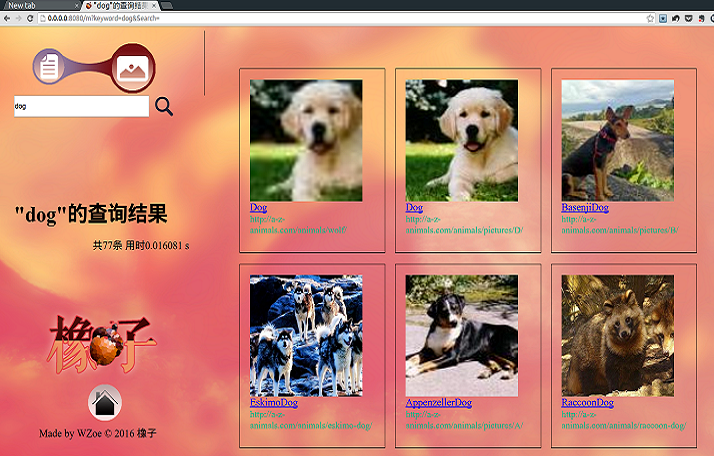 New tab
"dog"的查询结果
0.0.0.0:8080/m?keyword=dog&Search=
dog
"dog"的查询结果
共77条 用时0.016081 s
橡子
Made by WZoe © 2016 橡子
Dog
http://a-z-
animals.com/animals/wolf/
Dog
http://a-z-
animals.com/animals/pictures/D/
BasenjiDog
http://a-z-
animals.com/animals/pictures/B/
EskimoDog
http://a-z-
animals.com/animals/eskimo-dog/
AppenzellerDog
http://a-z-
animals.com/animals/pictures/A/
RaccoonDog
http://a-z-
animals.com/animals/raccoon-dog/